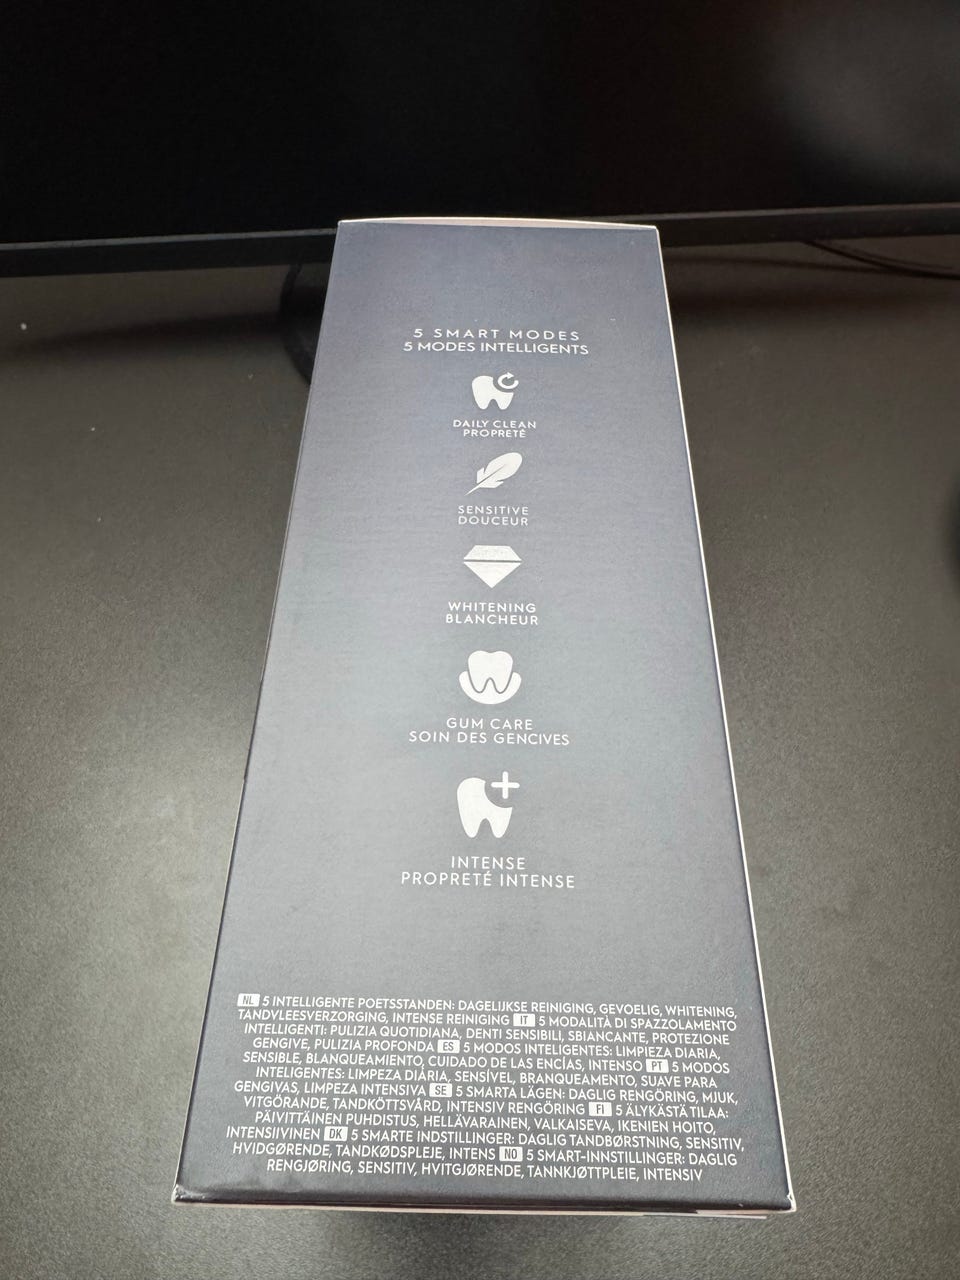 5 SMART MODES
5 MODES INTELLIGENTS
DAILY CLEAN
PROPRETÉ
SENSITIVE
DOUCEUR
WHITENING
BLANCHEUR
GUM CARE
SOIN DES GENCIVES
INTENSE
PROPRETÉ INTENSE
NL 5 INTELLIGENTE POETSSTANDEN: DAGELIJKSE REINIGING, GEVOELIG, WHITENING,
TANDVLEESVERZORGING, INTENSE REINIGING IT 5 MODALITÀ DI SPAZZOLAMENTO
INTELLIGENTI: PULIZIA QUOTIDIANA, DENTI SENSIBILI, SBIANCANTE, PROTEZIONE
GENGIVE, PULIZIA PROFONDA ES 5 MODOS INTELIGENTES: LIMPIEZA DIARIA,
SENSIBLE, BLANQUEAMIENTO, CUIDADO DE LAS ENCÍAS, INTENSO PT 5 MODOS
INTELIGENTES: LIMPEZA DIÁRIA, SENSÍVEL, BRANQUEAMENTO, SUAVE PARA
GENGIVAS, LIMPEZA INTENSIVA SE 5 SMARTA LÄGEN: DAGLIG RENGÖRING, MJUK,
VITGÖRANDE, TANDKÖTTSVÅRD, INTENSIV RENGÖRING FI 5 ÄLYKÄSTÄ TILAA:
PÄIVITTÄINEN PUHDISTUS, HELLÄVARAINEN, VALKAISEVA, IKENIEN HOITO,
INTENSIIVINEN DK 5 SMARTE INDSTILLINGER: DAGLIG TANDBØRSTNING, SENSITIV,
HVIDGØRENDE, TANDKØDSPLEJE, INTENS NO 5 SMART-INNSTILLINGER: DAGLIG
RENGJØRING, SENSITIV, HVITGJØRENDE, TANNKJØTTPLEIE, INTENSIV